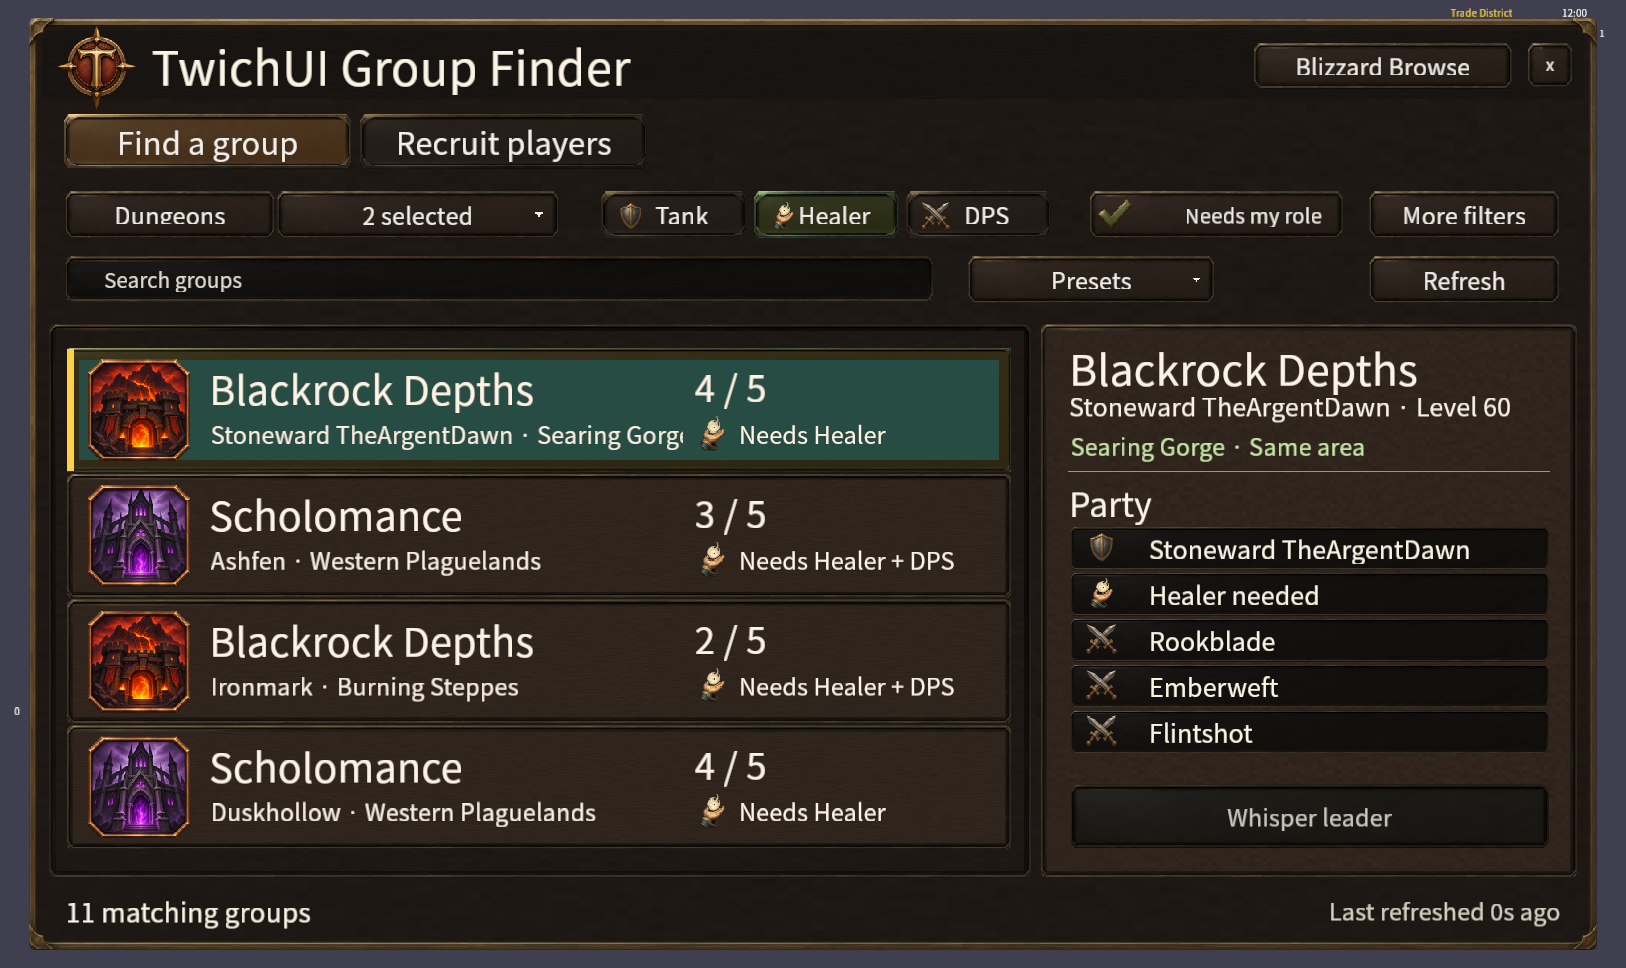 Trade District
12:00
1
TwichUI Group Finder
Blizzard Browse
x
Find a group
Recruit players
Dungeons
2 selected
Tank
Healer
DPS
Needs my role
More filters
Search groups
Presets
Refresh
Blackrock Depths
4 / 5
Stoneward TheArgentDawn · Searing Gorge
Needs Healer
Scholomance
3 / 5
Ashfen · Western Plaguelands
Needs Healer + DPS
Blackrock Depths
2 / 5
Ironmark · Burning Steppes
Needs Healer + DPS
Scholomance
4 / 5
Duskhollow · Western Plaguelands
Needs Healer
Blackrock Depths
Stoneward TheArgentDawn · Level 60
Searing Gorge · Same area
Party
Stoneward TheArgentDawn
Healer needed
Rookblade
Emberweft
Flintshot
Whisper leader
0
11 matching groups
Last refreshed 0s ago